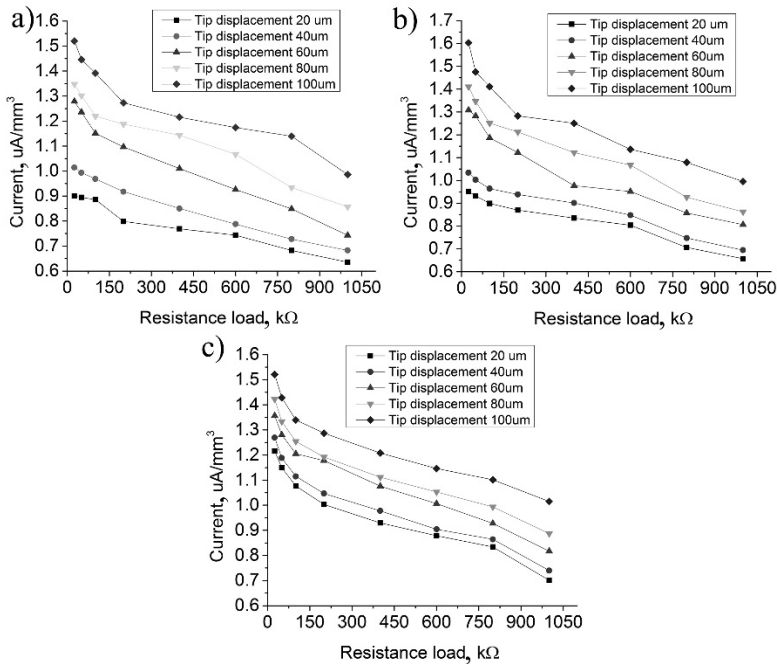 a)
Tip displacement 20 um
Tip displacement 40um
Tip displacement 60um
Tip displacement 80um
Tip displacement 100um
1.6
1.5
1.4
1.3
1.2
1.1
1.0
0.9
0.8
0.7
0.6
Current, uA/mm³
0 150 300 450 600 750 900 1050
Resistance load, kΩ
b)
Tip displacement 20 um
Tip displacement 40um
Tip displacement 60um
Tip displacement 80um
Tip displacement 100um
1.7
1.6
1.5
1.4
1.3
1.2
1.1
1.0
0.9
0.8
0.7
0.6
Current, uA/mm³
0 150 300 450 600 750 900 1050
Resistance load, kΩ
c)
Tip displacement 20 um
Tip displacement 40um
Tip displacement 60um
Tip displacement 80um
Tip displacement 100um
1.6
1.5
1.4
1.3
1.2
1.1
1.0
0.9
0.8
0.7
0.6
Current, uA/mm³
0 150 300 450 600 750 900 1050
Resistance load, kΩ